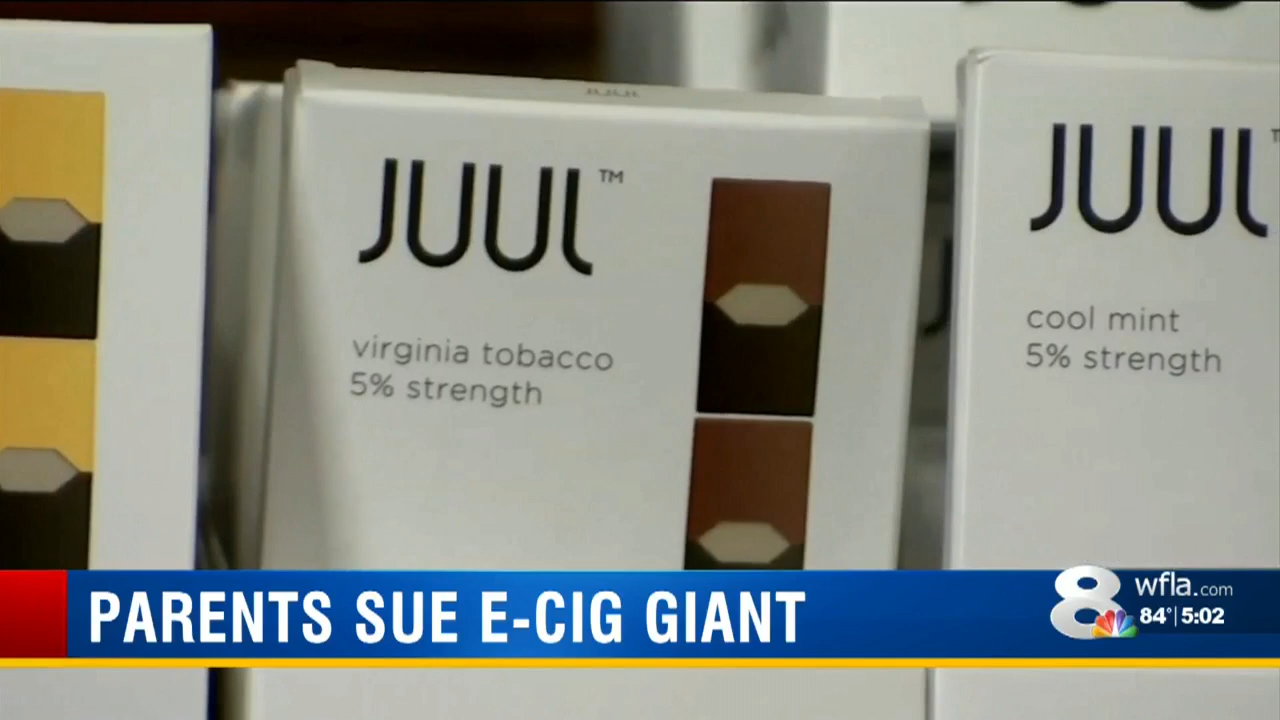 JUUL
JUUL™
virginia tobacco
5% strength
JUUL
cool mint
5% strength
PARENTS SUE E-CIG GIANT
8 wfla.com
84° | 5:02